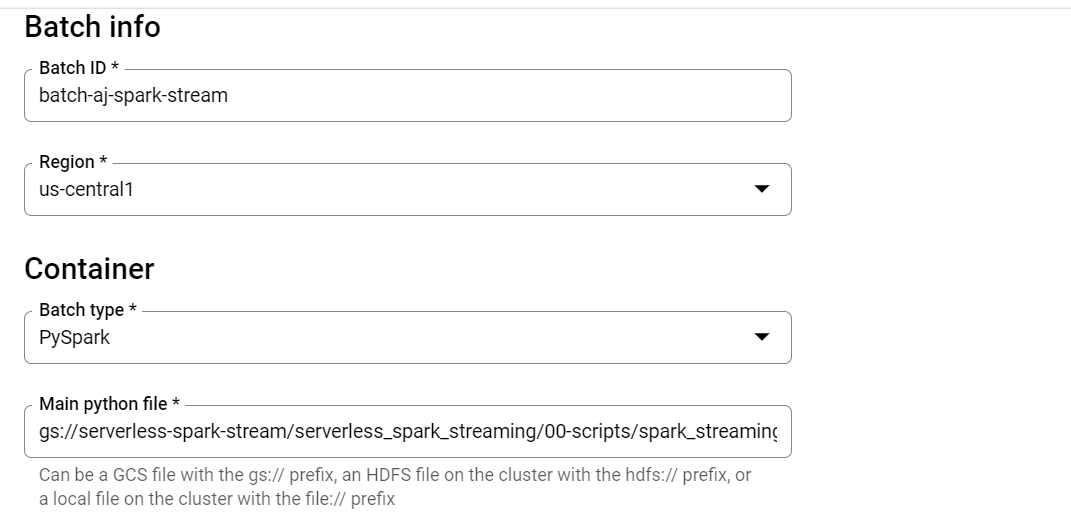 Batch info
Batch ID *
batch-aj-spark-stream
Region *
us-central1
Container
Batch type *
PySpark
Main python file *
gs://serverless-spark-stream/serverless_spark_streaming/00-scripts/spark_streaming
Can be a GCS file with the gs:// prefix, an HDFS file on the cluster with the hdfs:// prefix, or
a local file on the cluster with the file:// prefix